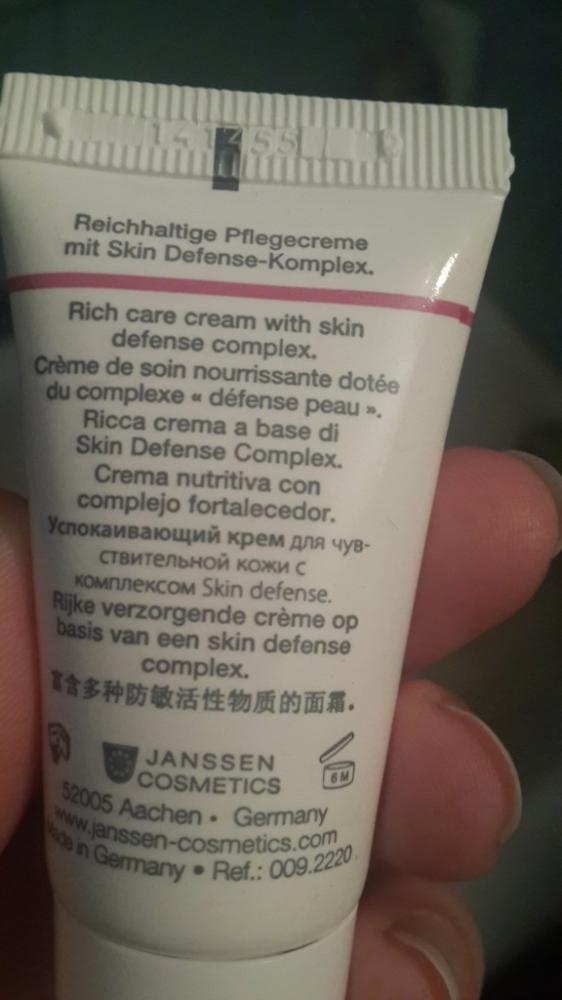 141455
Reichhaltige Pflegecreme
mit Skin Defense-Komplex.
Rich care cream with skin
defense complex.
Crème de soin nourrissante dotée
du complexe « défense peau ».
Ricca crema a base di
Skin Defense Complex.
Crema nutritiva con
complejo fortalecedor.
Успокаивающий крем для чув-
ствительной кожи с
комплексом Skin defense.
Rijke verzorgende crème op
basis van een skin defense
complex.
富含多种防敏活性物质的面霜。
JANSSEN
COSMETICS
6 M
52005 Aachen • Germany
www.janssen-cosmetics.com
Made in Germany • Ref.: 009.2220